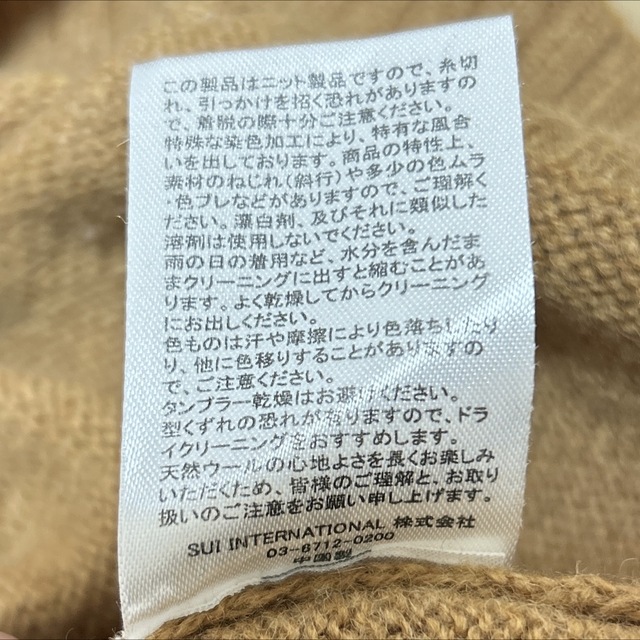 この製品はニット製品ですので、糸切
れ、引っかけを招く恐れがありますの
で、着脱の際十分ご注意ください。
特殊な染色加工により、特有な風合
いを出しております。商品の特性上、
素材のねじれ(斜行)や多少の色ムラ
・色ブレなどがありますので、ご理解く
ださい。漂白剤、及びそれに類似した
溶剤は使用しないでください。
雨の日の着用など、水分を含んだま
まクリーニングに出すと縮むことがあ
ります。よく乾燥してからクリーニング
にお出しください。
色ものは汗や摩擦により色落ちしたり
り、他に色移りすることがありますの
で、ご注意ください。
タンブラー乾燥はお避けください。
型くずれの恐れがありますので、ドラ
イクリーニングをおすすめします。
天然ウールの心地よさを長くお楽しみ
いただくため、皆様のご理解と、お取り
扱いのご注意をお願い申し上げます。
SUI INTERNATIONAL 株式会社
03-6712-0200
中国製